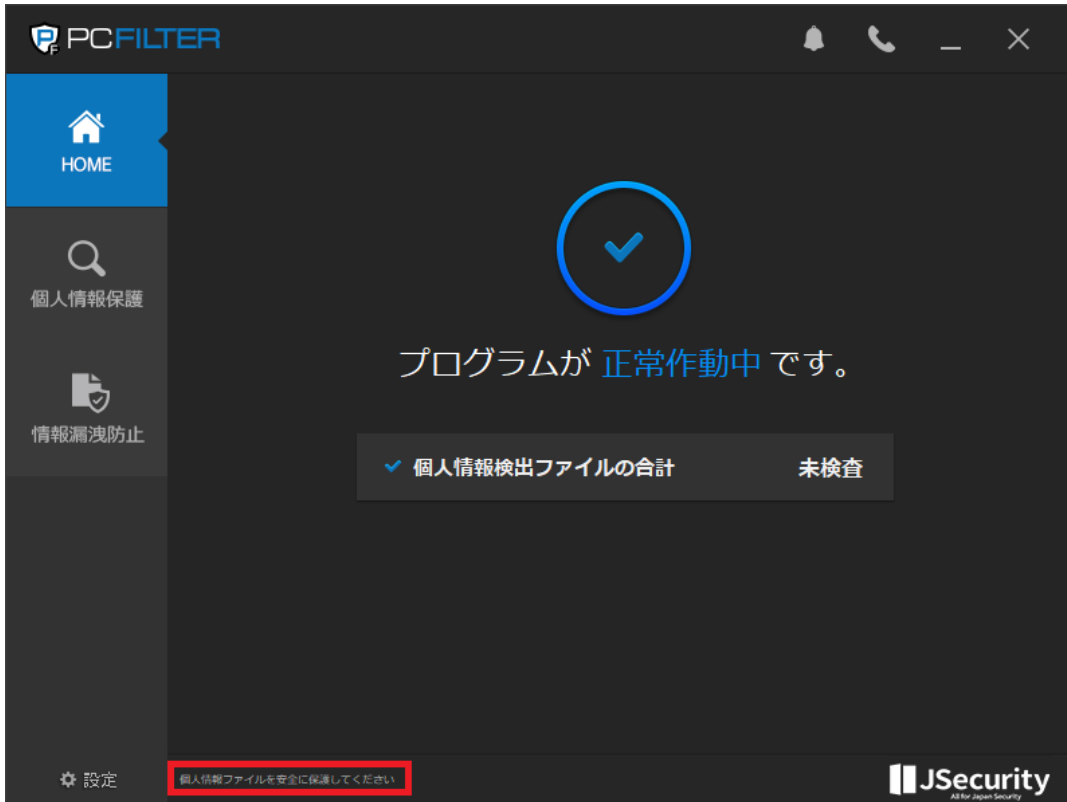 PCFILTER
HOME
個人情報保護
情報漏洩防止
プログラムが 正常作動中 です。
個人情報検出ファイルの合計 未検査
設定
個人情報ファイルを安全に保護してください
JSecurity
All for Japan Security